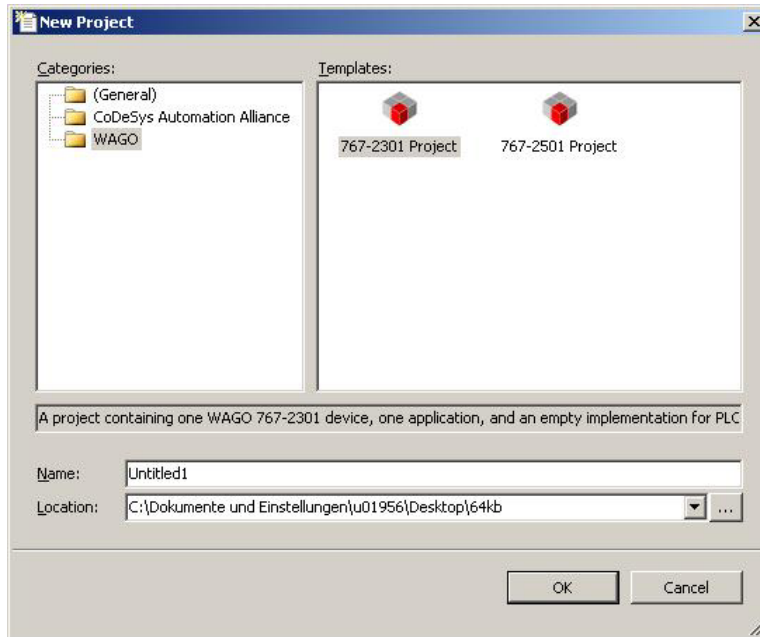 New Project
Categories:
Templates:
(General)
CoDeSys Automation Alliance
WAGO
767-2301 Project
767-2501 Project
A project containing one WAGO 767-2301 device, one application, and an empty implementation for PLC
Name:
Untitled1
Location:
C:\Dokumente und Einstellungen\u01956\Desktop\64kb
...
OK
Cancel